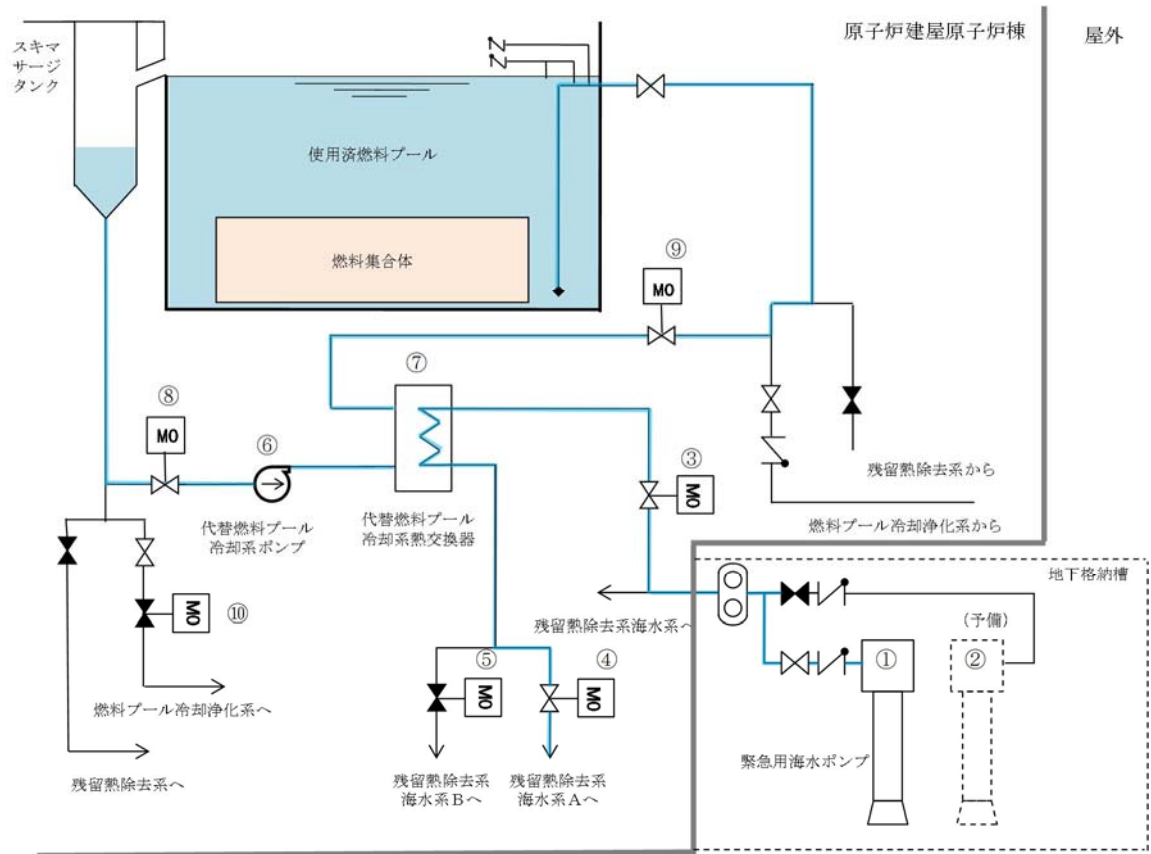 原子炉建屋原子炉棟
屋外
スキマ
サージ
タンク
使用済燃料プール
燃料集合体
⑨
MO
⑦
⑧
MO
⑥
③
MO
代替燃料プール
冷却系ポンプ
代替燃料プール
冷却系熱交換器
残留熱除去系から
燃料プール冷却浄化系から
地下格納槽
MO
⑩
残留熱除去系海水系へ
(予備)
⑤
MO
④
MO
①
②
燃料プール冷却浄化系へ
残留熱除去系へ
残留熱除去系
海水系Bへ
残留熱除去系
海水系Aへ
緊急用海水ポンプ